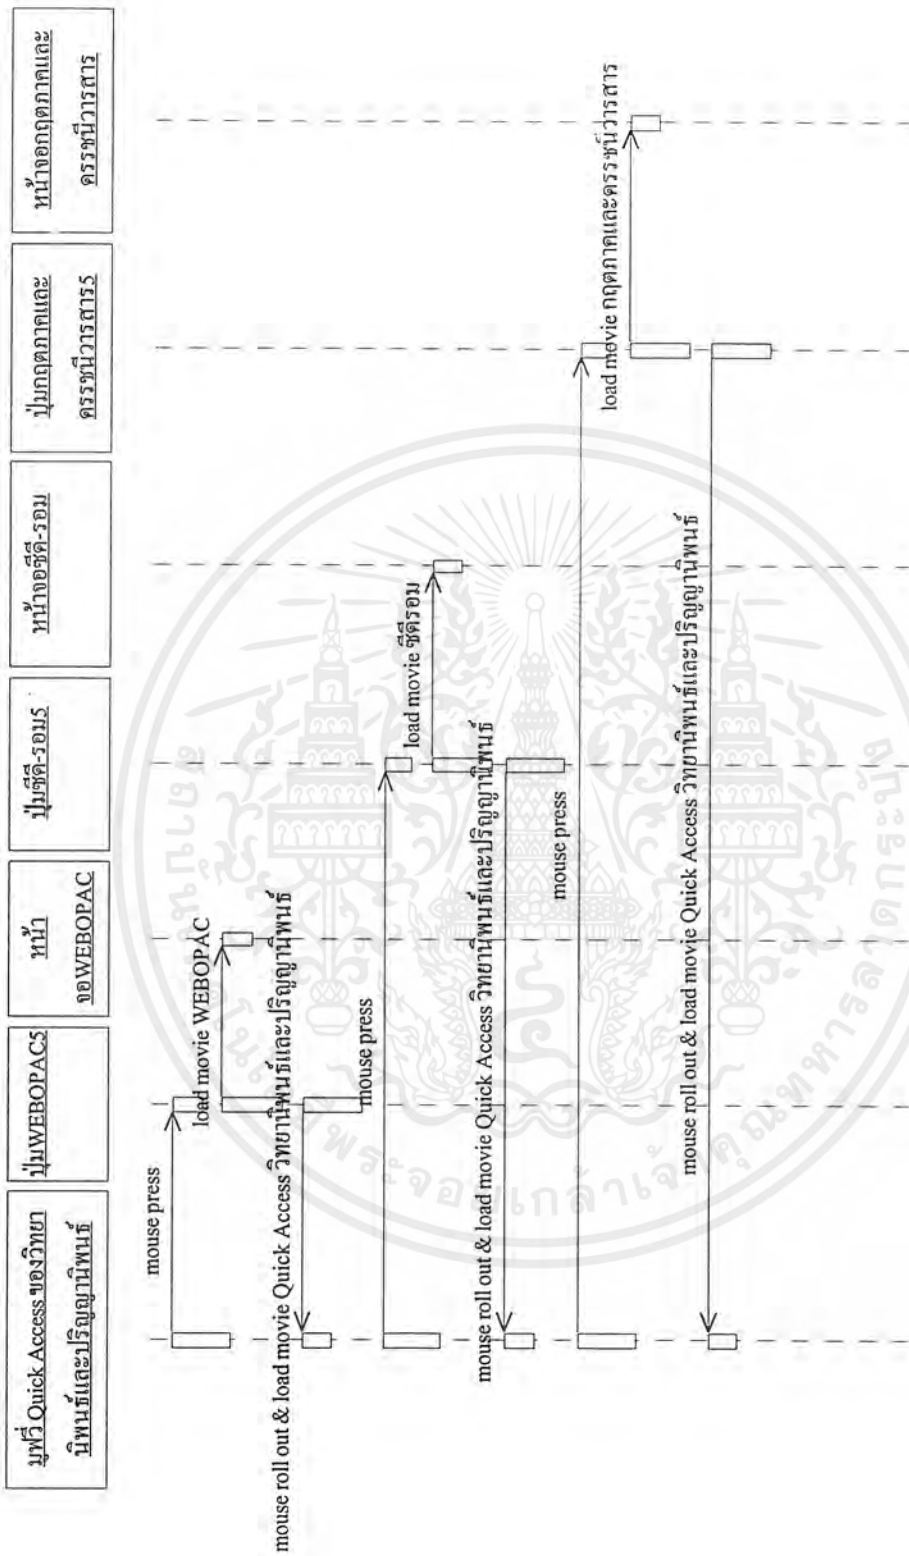 มูฟวี่ Quick Access ของวิทยา
นิพนธ์และปริญญานิพนธ์
ปุ่มWEBOPAC5
หน้า
จอWEBOPAC
ปุ่มซีดี-รอม5
หน้าจอซีดี-รอม
ปุ่มกฤตภาคและ
ดรรชนีวารสาร5
หน้าจอกฤตภาคและ
ดรรชนีวารสาร
mouse press
load movie WEBOPAC
mouse roll out & load movie Quick Access วิทยานิพนธ์และปริญญานิพนธ์
mouse press
load movie ซีดีรอม
mouse roll out & load movie Quick Access วิทยานิพนธ์และปริญญานิพนธ์
mouse press
load movie กฤตภาคและดรรชนีวารสาร
mouse roll out & load movie Quick Access วิทยานิพนธ์และปริญญานิพนธ์